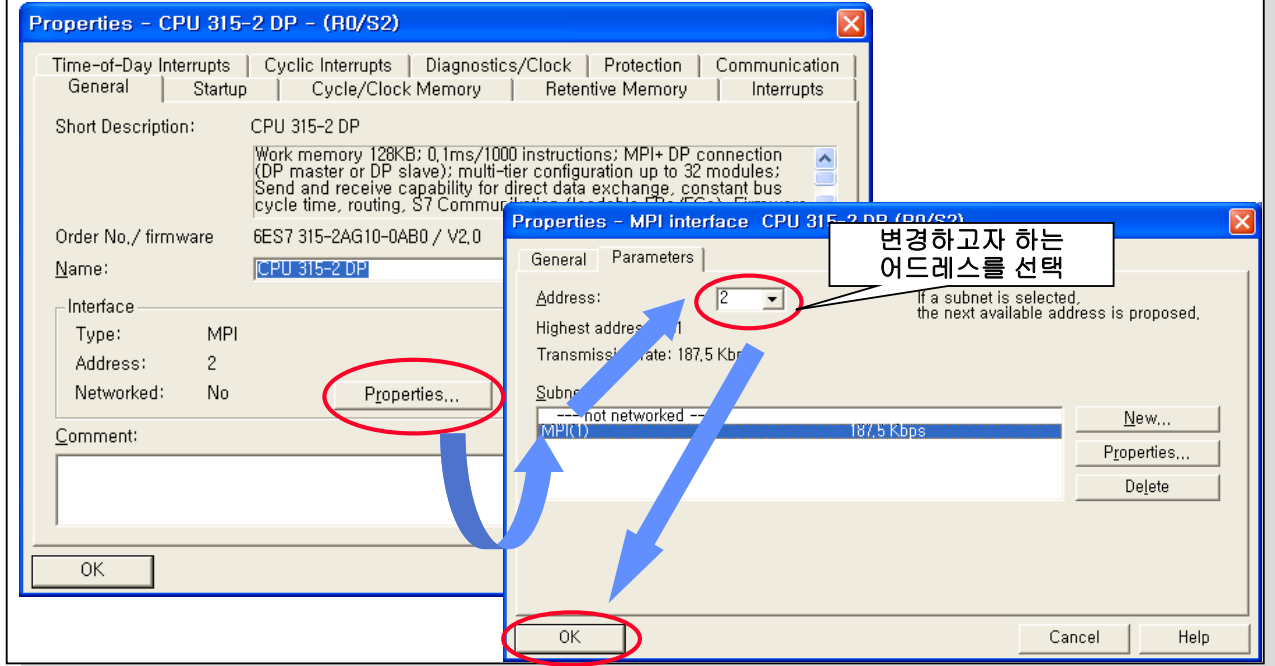 Properties - CPU 315-2 DP - (R0/S2)
Time-of-Day Interrupts Cyclic Interrupts Diagnostics/Clock Protection Communication
General Startup Cycle/Clock Memory Retentive Memory Interrupts
Short Description: CPU 315-2 DP
Work memory 128KB; 0,1ms/1000 instructions; MPI+ DP connection
(DP master or DP slave); multi-tier configuration up to 32 modules;
Send and receive capability for direct data exchange, constant bus
cycle time, routing, S7
Order No./ firmware 6ES7 315-2AG10-0AB0 / V2,0
Name: CPU 315-2 DP
Interface
Type: MPI
Address: 2
Networked: No Properties...
Comment:
OK
Properties - MPI interface CPU 315-2 DP (R0/S2)
변경하고자 하는
어드레스를 선택
General Parameters
Address: 2
If a subnet is selected,
the next available address is proposed.
Highest
Transmission rate: 187,5
Subnet
--- not networked ---
MPI(1) 187,5 Kbps
New...
Properties...
Delete
OK Cancel Help